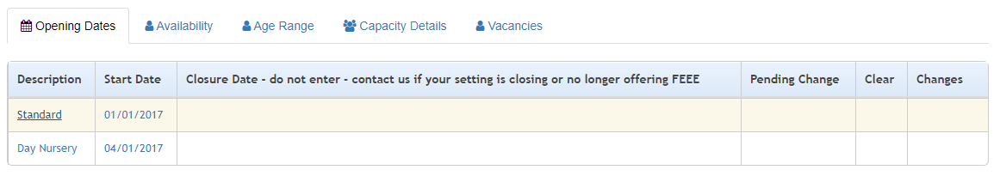 Opening Dates Availability Age Range Capacity Details Vacancies
Description Start Date Closure Date - do not enter - contact us if your setting is closing or no longer offering FEEE Pending Change Clear Changes
Standard 01/01/2017
Day Nursery 04/01/2017